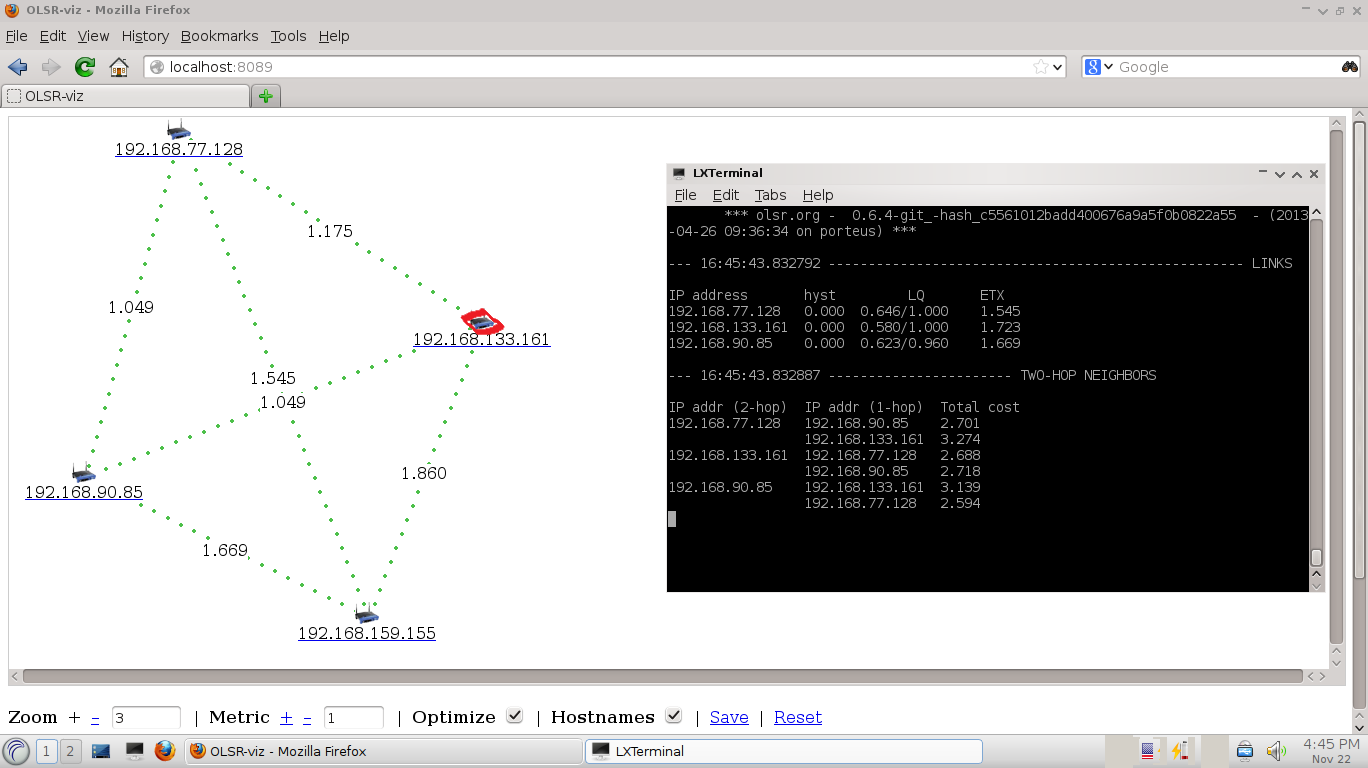 OLSR-viz - Mozilla Firefox
File Edit View History Bookmarks Tools Help
localhost:8089
Google
OLSR-viz
192.168.77.128
1.175
1.049
192.168.133.161
1.545
1.049
1.860
192.168.90.85
1.669
192.168.159.155
LXTerminal
File Edit Tabs Help
*** olsr.org - 0.6.4-git_-hash_c5561012badd400676a9a5f0b0822a55 - (2013
-04-26 09:36:34 on porteus) ***
--- 16:45:43.832792 ---------------------------------------------------- LINKS
IP address hyst LQ ETX
192.168.77.128 0.000 0.646/1.000 1.545
192.168.133.161 0.000 0.580/1.000 1.723
192.168.90.85 0.000 0.623/0.960 1.669
--- 16:45:43.832887 ----------------------- TWO-HOP NEIGHBORS
IP addr (2-hop) IP addr (1-hop) Total cost
192.168.77.128 192.168.90.85 2.701
192.168.133.161 3.274
192.168.133.161 192.168.77.128 2.688
192.168.90.85 2.718
192.168.90.85 192.168.133.161 3.139
192.168.77.128 2.594
Zoom + - 3 | Metric + - 1 | Optimize | Hostnames | Save | Reset
1 2 OLSR-viz - Mozilla Firefox LXTerminal 4:45 PM
Nov 22